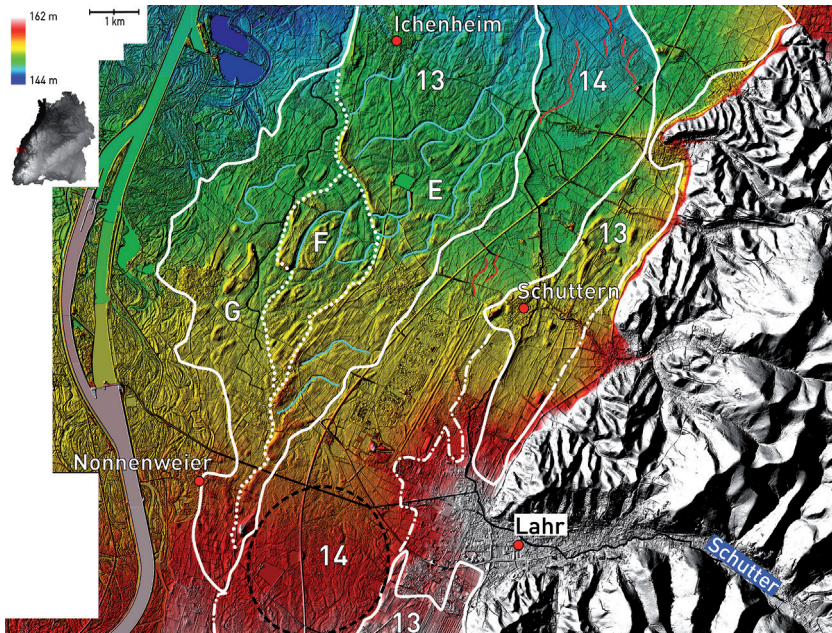 162 m
1 km
144 m
Ichenheim
13
14
E
F
13
G
Schuttern
Nonnenweier
Lahr
14
Schutter
13